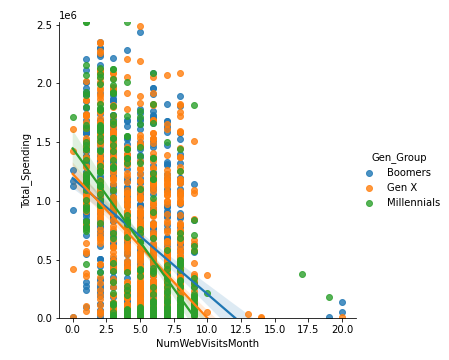 1e6
2.5
2.0
1.5
1.0
0.5
0.0
Total_Spending
0.0 2.5 5.0 7.5 10.0 12.5 15.0 17.5 20.0
NumWebVisitsMonth
Gen_Group
Boomers
Gen X
Millennials